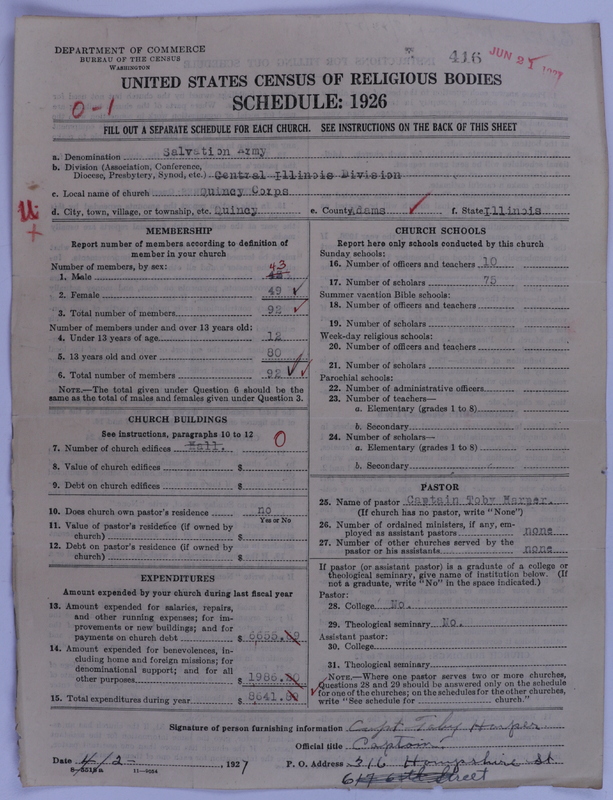 DEPARTMENT OF COMMERCE
BUREAU OF THE CENSUS
WASHINGTON
416
JUN 21 1927
UNITED STATES CENSUS OF RELIGIOUS BODIES
0-1
SCHEDULE: 1926
FILL OUT A SEPARATE SCHEDULE FOR EACH CHURCH. SEE INSTRUCTIONS ON THE BACK OF THIS SHEET
a. Denomination Salvation Army
b. Division (Association, Conference,
Diocese, Presbytery, Synod, etc.) Central Illinois Division
c. Local name of church Quincy Corps
d. City, town, village, or township, etc. Quincy e. County Adams f. State Illinois
MEMBERSHIP
Report number of members according to definition of
member in your church
Number of members, by sex:
1. Male 43
2. Female 49
3. Total number of members 92
Number of members under and over 13 years old:
4. Under 13 years of age 12
5. 13 years old and over 80
6. Total number of members 92
NOTE.—The total given under Question 6 should be
the same as the total of males and females given under Question 3.
CHURCH BUILDINGS
See instructions, paragraphs 10 to 12
7. Number of church edifices Hall. 0
8. Value of church edifices $
9. Debt on church edifices $
10. Does church own pastor's residence no
Yes or No
11. Value of pastor's residence (if owned by
church) $
12. Debt on pastor's residence (if owned by
church) $
EXPENDITURES
Amount expended by your church during last fiscal year
13. Amount expended for salaries, repairs,
and other running expenses; for im-
provements or new buildings; and for
payments on church debt $ 6655.
14. Amount expended for benevolences, in-
cluding home and foreign missions; for
denominational support; and for all
other purposes $ 1986.
15. Total expenditures during year $ 8641.
CHURCH SCHOOLS
Report here only schools conducted by this church
Sunday schools:
16. Number of officers and teachers 10
17. Number of scholars 75
Summer vacation Bible schools:
18. Number of officers and teachers
19. Number of scholars
Week-day religious schools:
20. Number of officers and teachers
21. Number of scholars
Parochial schools:
22. Number of administrative officers
23. Number of teachers—
a. Elementary (grades 1 to 8)
b. Secondary
24. Number of scholars—
a. Elementary (grades 1 to 8)
b. Secondary
PASTOR
25. Name of pastor Captain Toby Harper.
(If church has no pastor, write "None")
26. Number of ordained ministers, if any, em-
ployed as assistant pastors none
27. Number of other churches served by the
pastor or his assistants none
If pastor (or assistant pastor) is a graduate of a college or
theological seminary, give name of institution below. (If
not a graduate, write "No" in the space indicated.)
Pastor:
28. College No.
29. Theological seminary No.
Assistant pastor:
30. College
31. Theological seminary
NOTE.—Where one pastor serves two or more churches,
Questions 28 and 29 should be answered only on the schedule
for one of the churches; on the schedules for the other churches,
write "See schedule for church."
Signature of person furnishing information Capt Toby Harper
Official title Captain.
Date 4/2-, 1927 P. O. Address 316 Hampshire St
8-5518a 11-9554